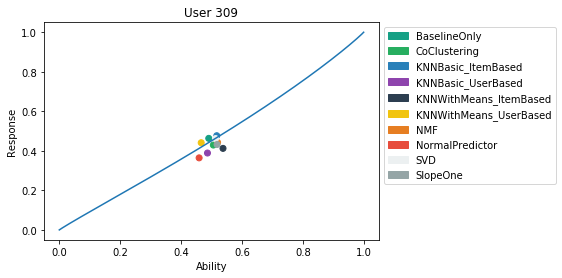 User 309
1.0
0.8
0.6
0.4
0.2
0.0
Response
0.0 0.2 0.4 0.6 0.8 1.0
Ability
BaselineOnly
CoClustering
KNNBasic_ItemBased
KNNBasic_UserBased
KNNWithMeans_ItemBased
KNNWithMeans_UserBased
NMF
NormalPredictor
SVD
SlopeOne